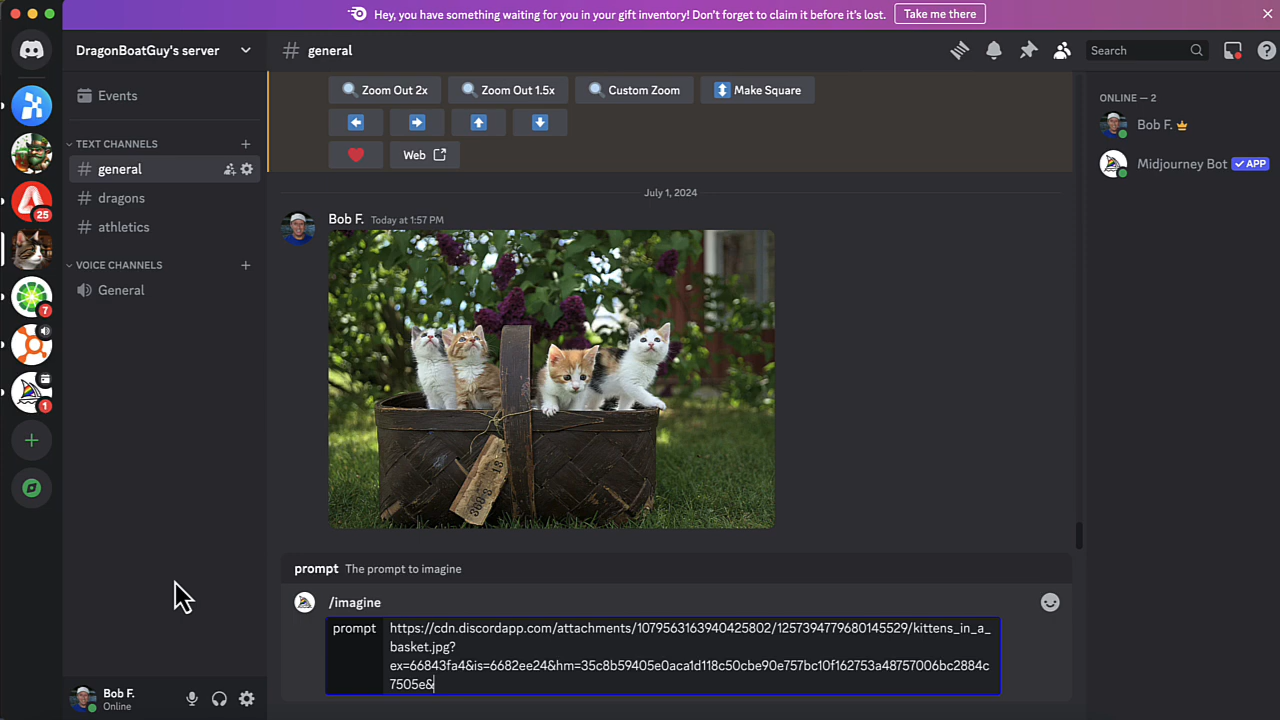 Hey, you have something waiting for you in your gift inventory! Don't forget to claim it before it's lost.
Take me there
DragonBoatGuy's server
general
Search
Events
TEXT CHANNELS
general
dragons
athletics
VOICE CHANNELS
General
25
7
1
Zoom Out 2x
Zoom Out 1.5x
Custom Zoom
Make Square
Web
July 1, 2024
Bob F. Today at 1:57 PM
prompt The prompt to imagine
/imagine
prompt https://cdn.discordapp.com/attachments/1079563163940425802/1257394779680145529/kittens_in_a_
basket.jpg?
ex=66843fa4&is=6682ee24&hm=35c8b59405e0aca1d118c50cbe90e757bc10f162753a48757006bc2884c
7505e&
Bob F.
Online
ONLINE — 2
Bob F.
Midjourney Bot ✓ APP